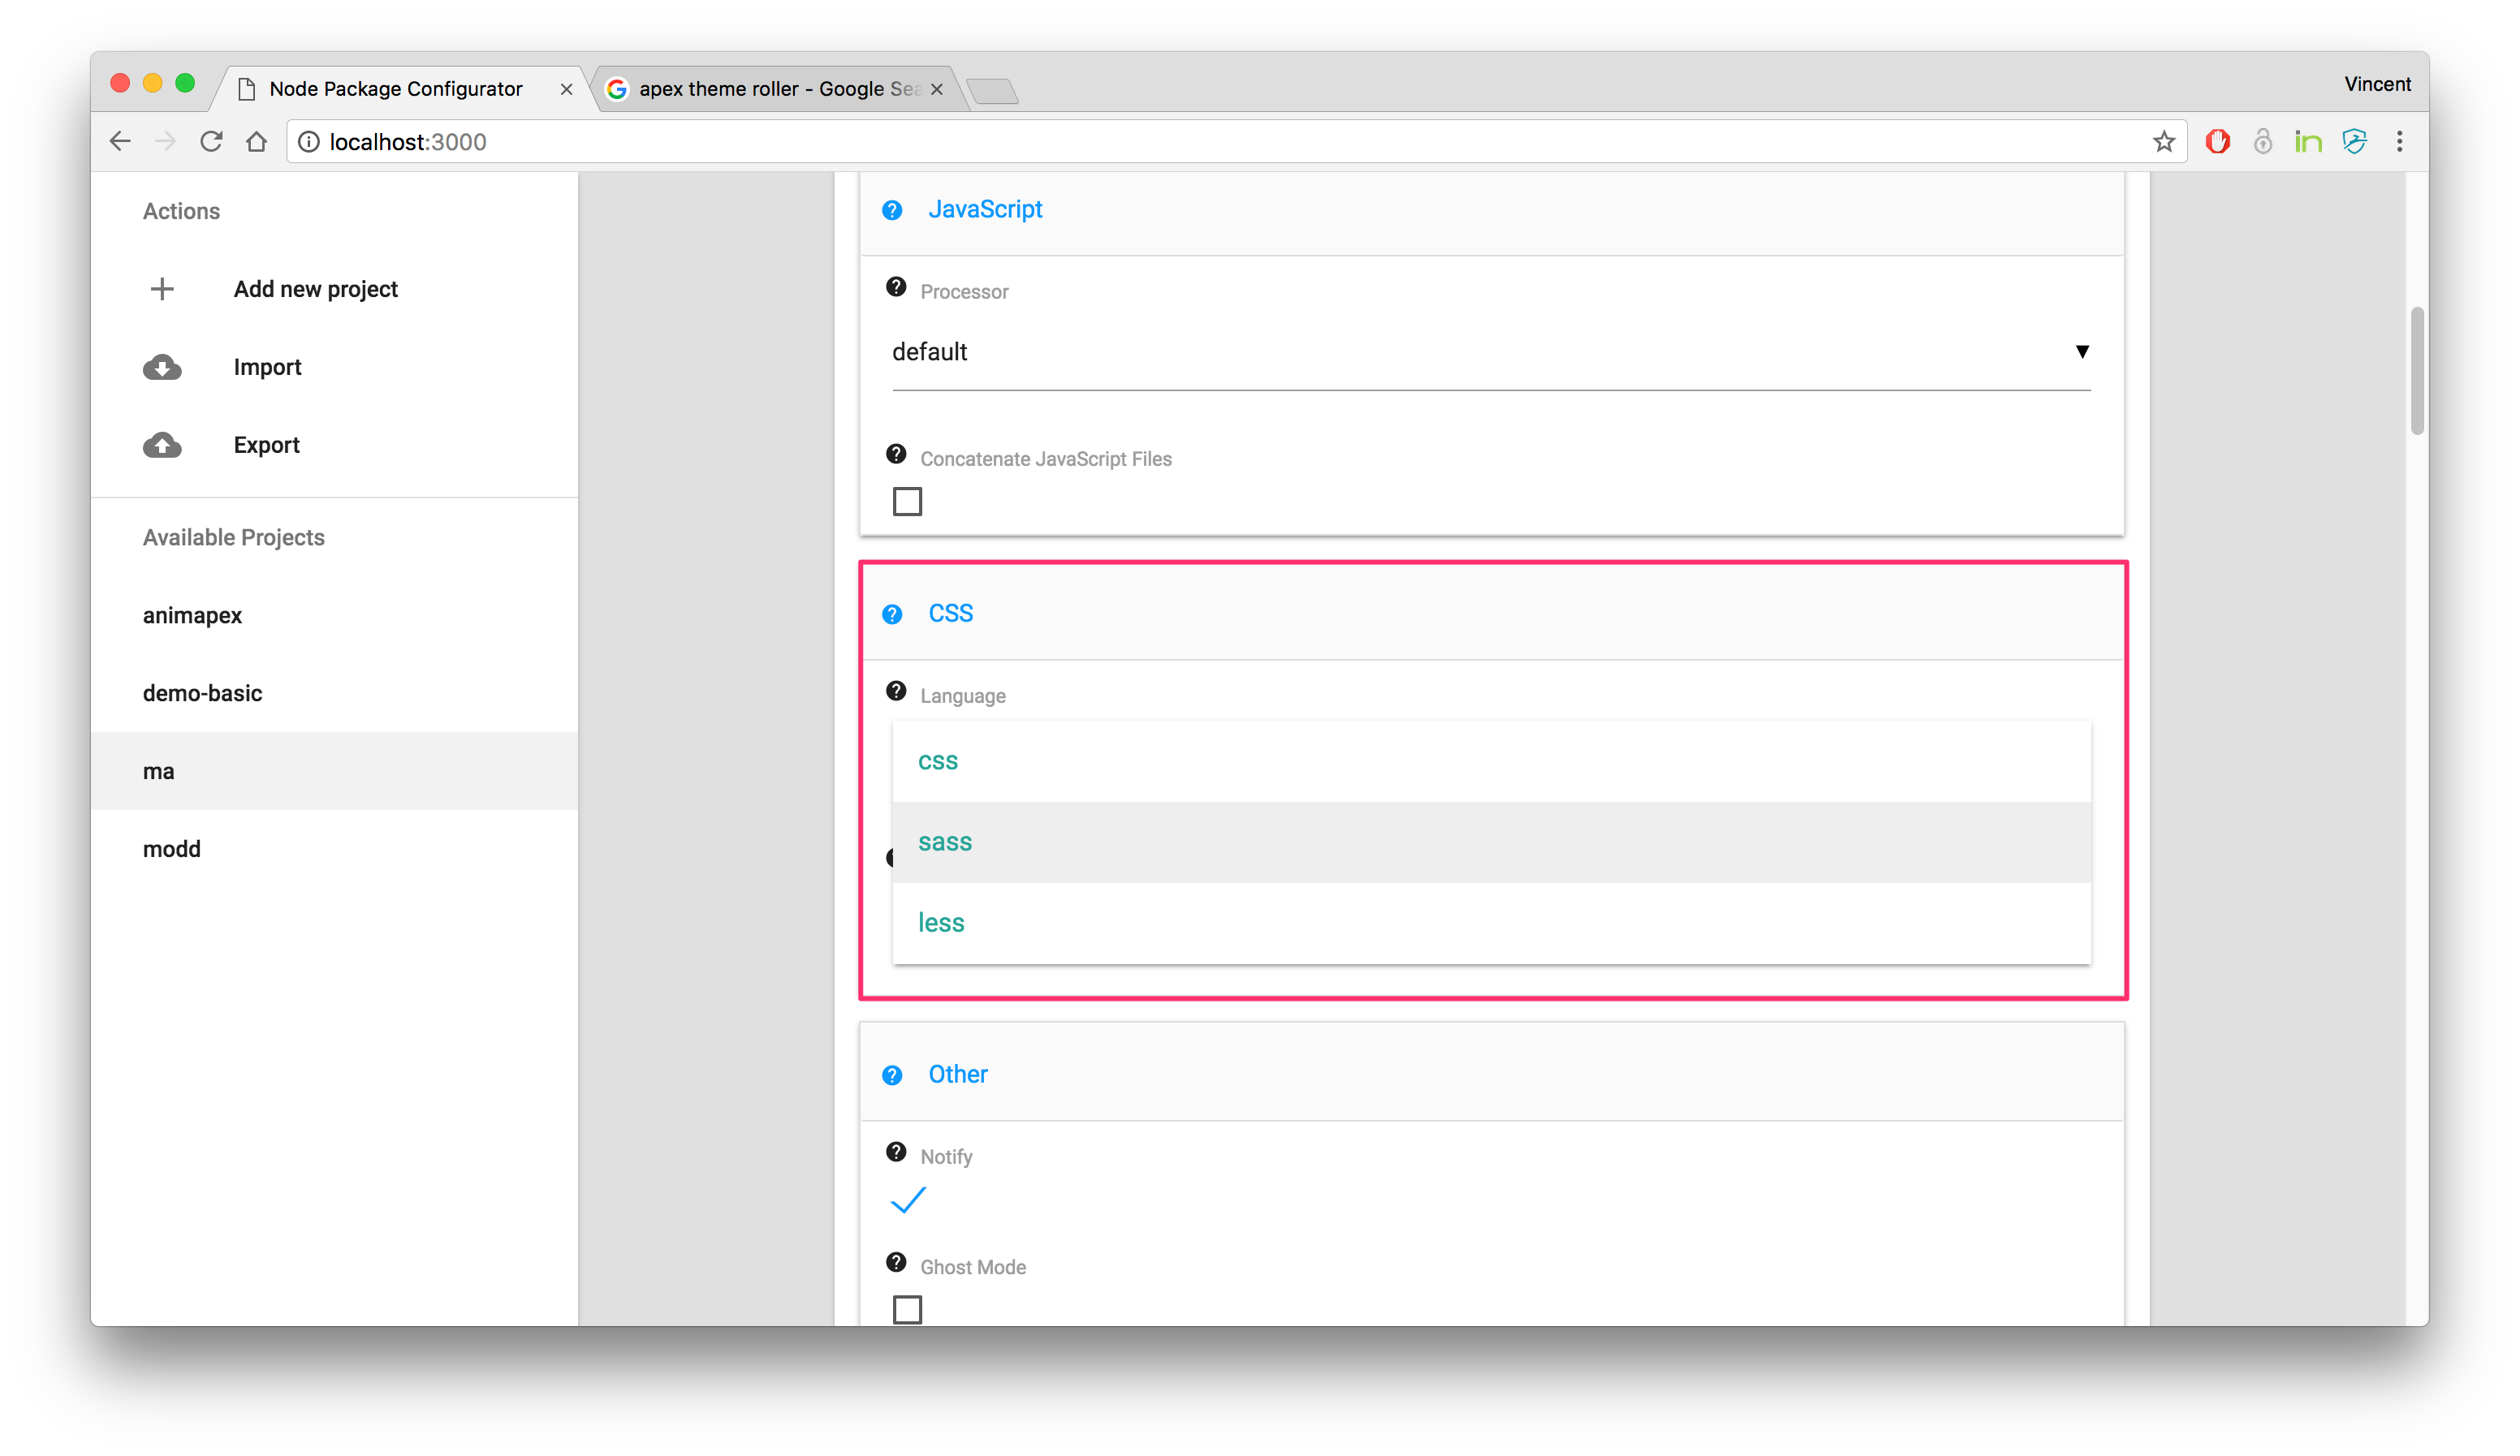 Node Package Configurator
apex theme roller - Google Sea
Vincent
localhost:3000
Actions
Add new project
Import
Export
Available Projects
animapex
demo-basic
ma
modd
JavaScript
Processor
default
Concatenate JavaScript Files
CSS
Language
css
sass
less
Other
Notify
Ghost Mode